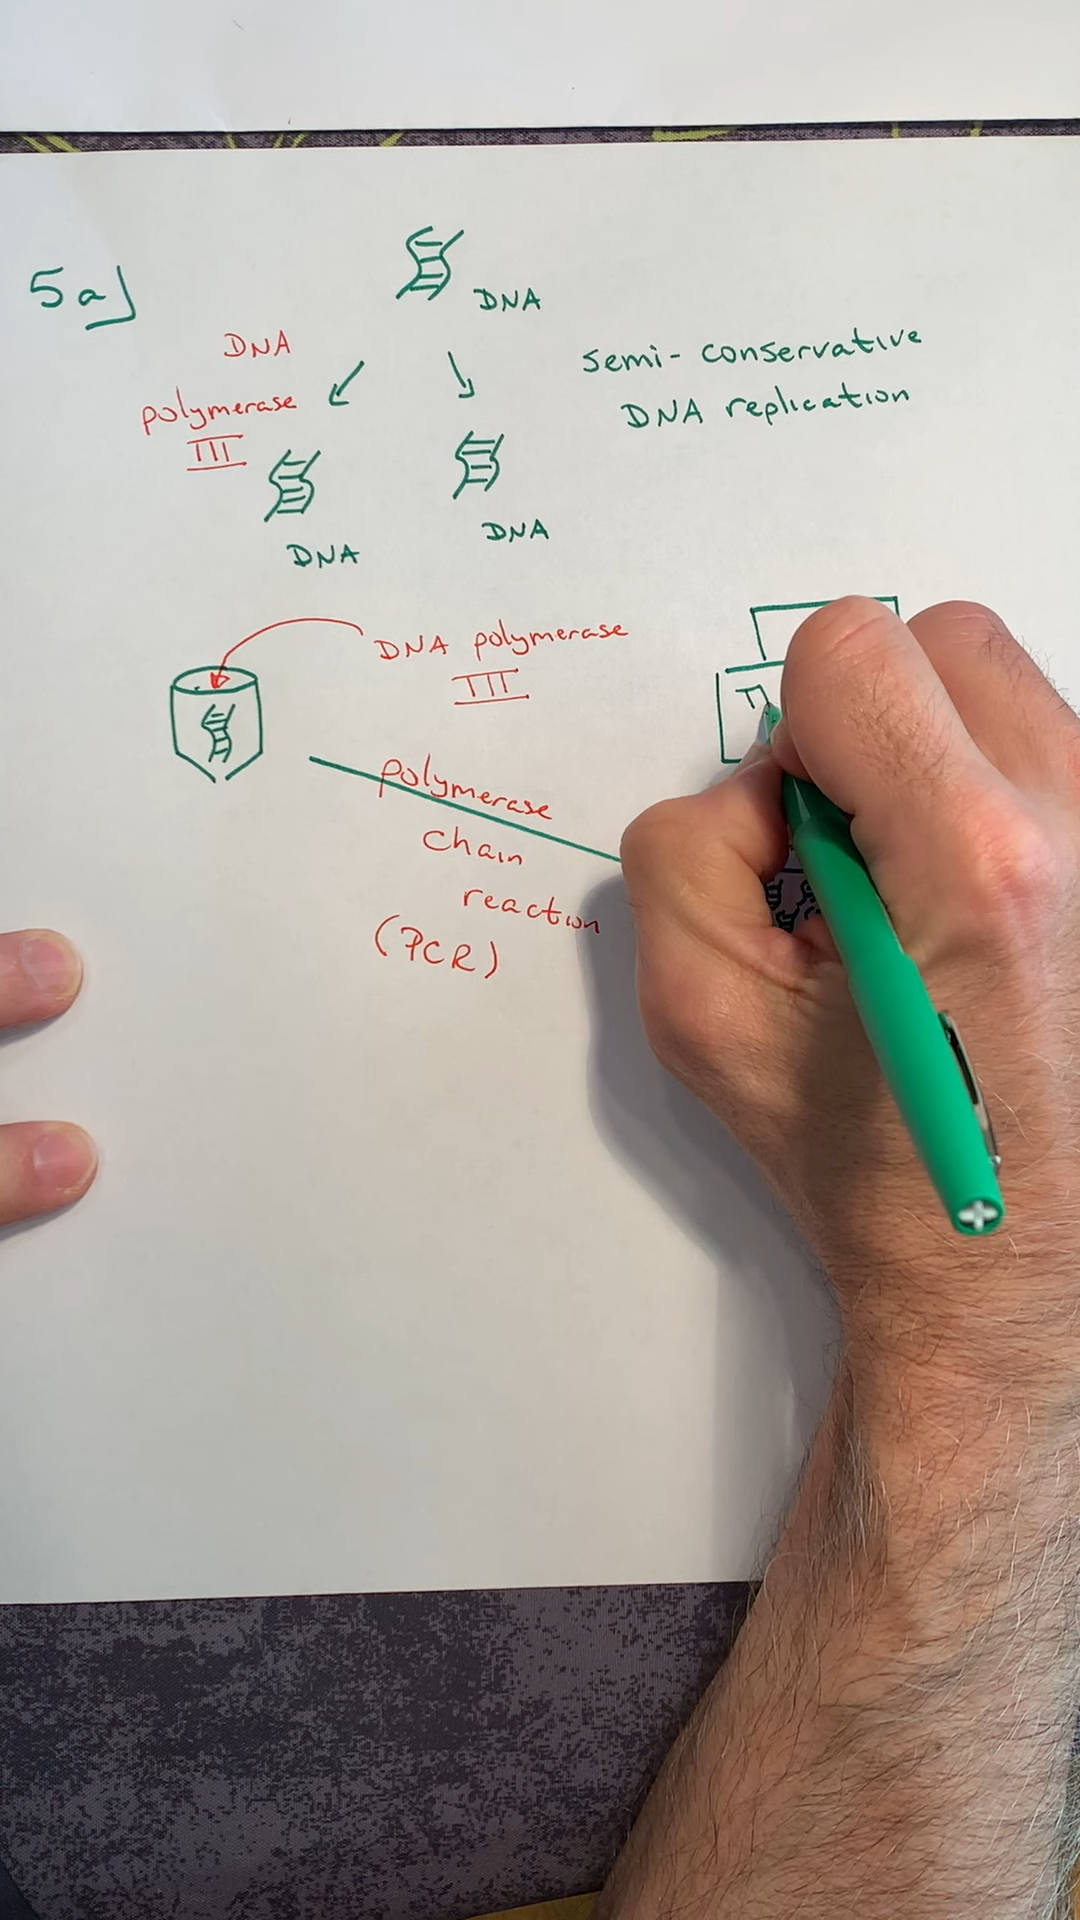 5a)
DNA
DNA
polymerase
III
semi-conservative
DNA replication
DNA
DNA
DNA polymerase
III
polymerase
chain
reaction
(PCR)